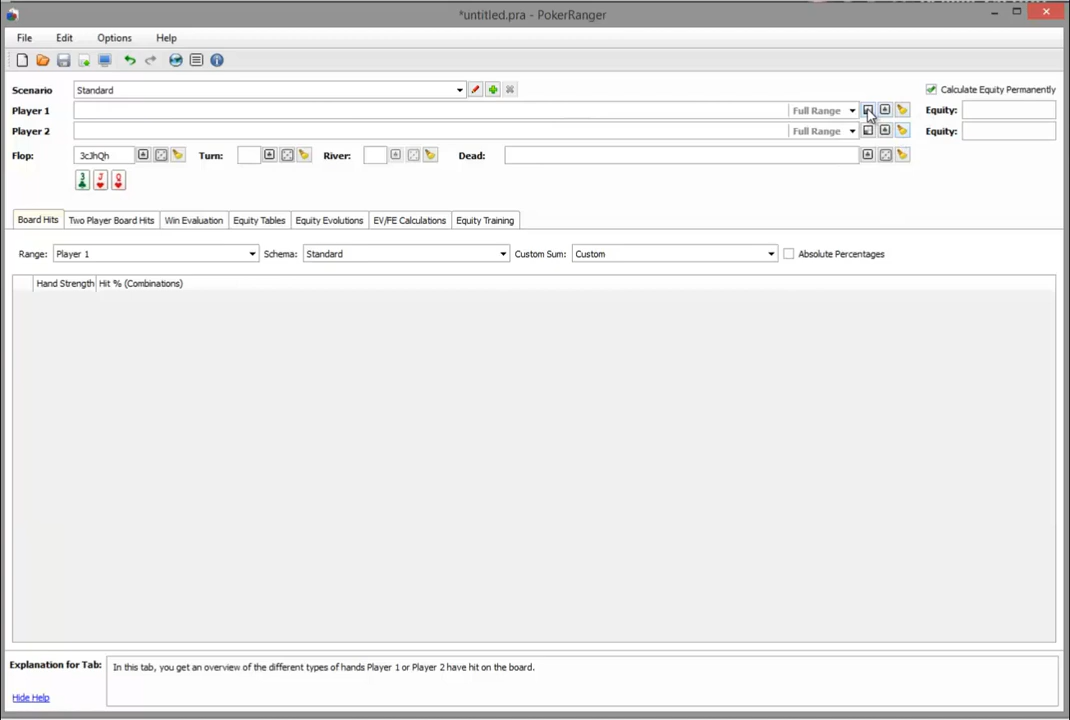 *untitled.pra - PokerRanger
File Edit Options Help
Scenario Standard Calculate Equity Permanently
Player 1 Full Range Equity:
Player 2 Full Range Equity:
Flop: 3cJhQh Turn: River: Dead:
3 J Q
Board Hits Two Player Board Hits Win Evaluation Equity Tables Equity Evolutions EV/FE Calculations Equity Training
Range: Player 1 Schema: Standard Custom Sum: Custom Absolute Percentages
Hand Strength Hit % (Combinations)
Explanation for Tab: In this tab, you get an overview of the different types of hands Player 1 or Player 2 have hit on the board.
Hide Help